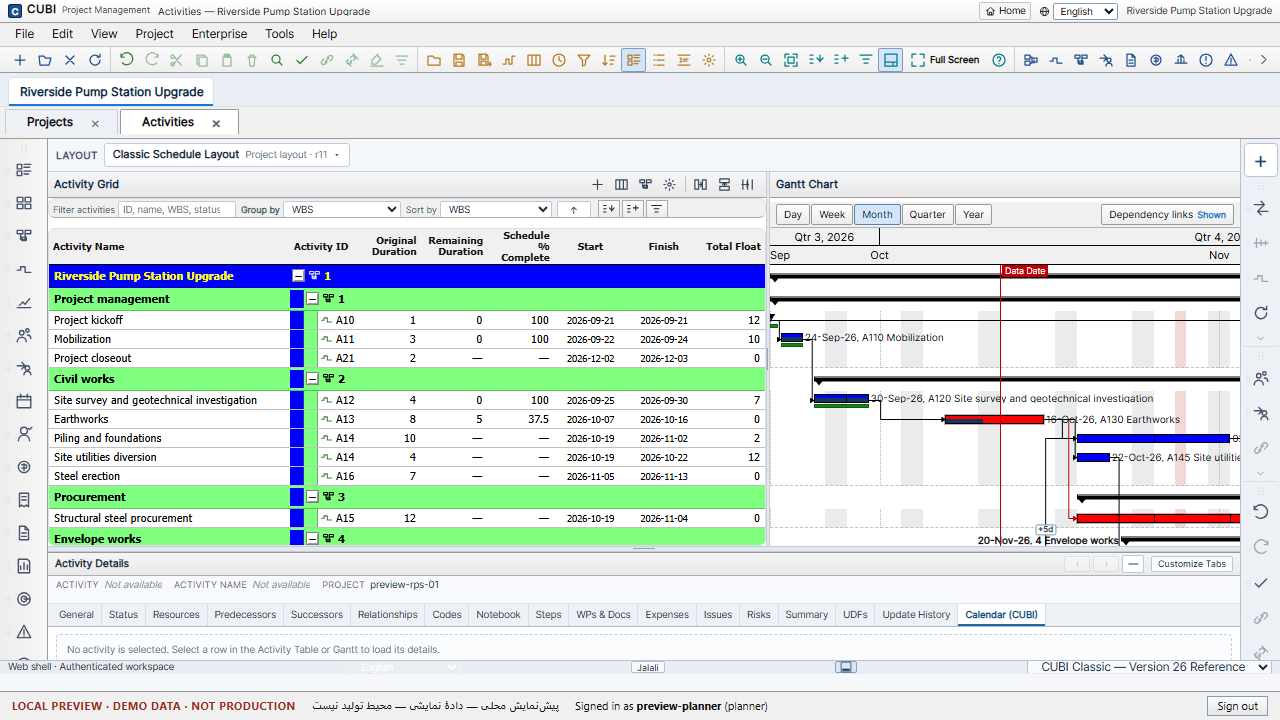 CUBI Project Management Activities — Riverside Pump Station Upgrade Home English Riverside Pump Station Upgrade
File Edit View Project Enterprise Tools Help
Full Screen
Riverside Pump Station Upgrade
Projects × Activities ×
LAYOUT Classic Schedule Layout Project layout · r11
Activity Grid
Gantt Chart
Filter activities ID, name, WBS, status Group by WBS Sort by WBS
Day Week Month Quarter Year Dependency links Shown
Activity Name Activity ID Original Duration Remaining Duration Schedule % Complete Start Finish Total Float
Qtr 3, 2026 Qtr 4, 20
Sep Oct Nov
Data Date
Riverside Pump Station Upgrade 1
Project management 1
Project kickoff A10 1 0 100 2026-09-21 2026-09-21 12
Mobilization A11 3 0 100 2026-09-22 2026-09-24 10
24-Sep-26, A110 Mobilization
Project closeout A21 2 — — 2026-12-02 2026-12-03 0
Civil works 2
Site survey and geotechnical investigation A12 4 0 100 2026-09-25 2026-09-30 7
30-Sep-26, A120 Site survey and geotechnical investigation
Earthworks A13 8 5 37.5 2026-10-07 2026-10-16 0
16-Oct-26, A130 Earthworks
Piling and foundations A14 10 — — 2026-10-19 2026-11-02 2
Site utilities diversion A14 4 — — 2026-10-19 2026-10-22 12
22-Oct-26, A145 Site utilitie
Steel erection A16 7 — — 2026-11-05 2026-11-13 0
Procurement 3
Structural steel procurement A15 12 — — 2026-10-19 2026-11-04 0
+5d
Envelope works 4
20-Nov-26, 4 Envelope works
Activity Details
Customize Tabs
ACTIVITY Not available ACTIVITY NAME Not available PROJECT preview-rps-01
General Status Resources Predecessors Successors Relationships Codes Notebook Steps WPs & Docs Expenses Issues Risks Summary UDFs Update History Calendar (CUBI)
No activity is selected. Select a row in the Activity Table or Gantt to load its details.
Web shell · Authenticated workspace English Jalali CUBI Classic — Version 26 Reference
LOCAL PREVIEW · DEMO DATA · NOT PRODUCTION پیش‌نمایش محلی — دادهٔ نمایشی — محیط تولید نیست Signed in as preview-planner (planner) Sign out